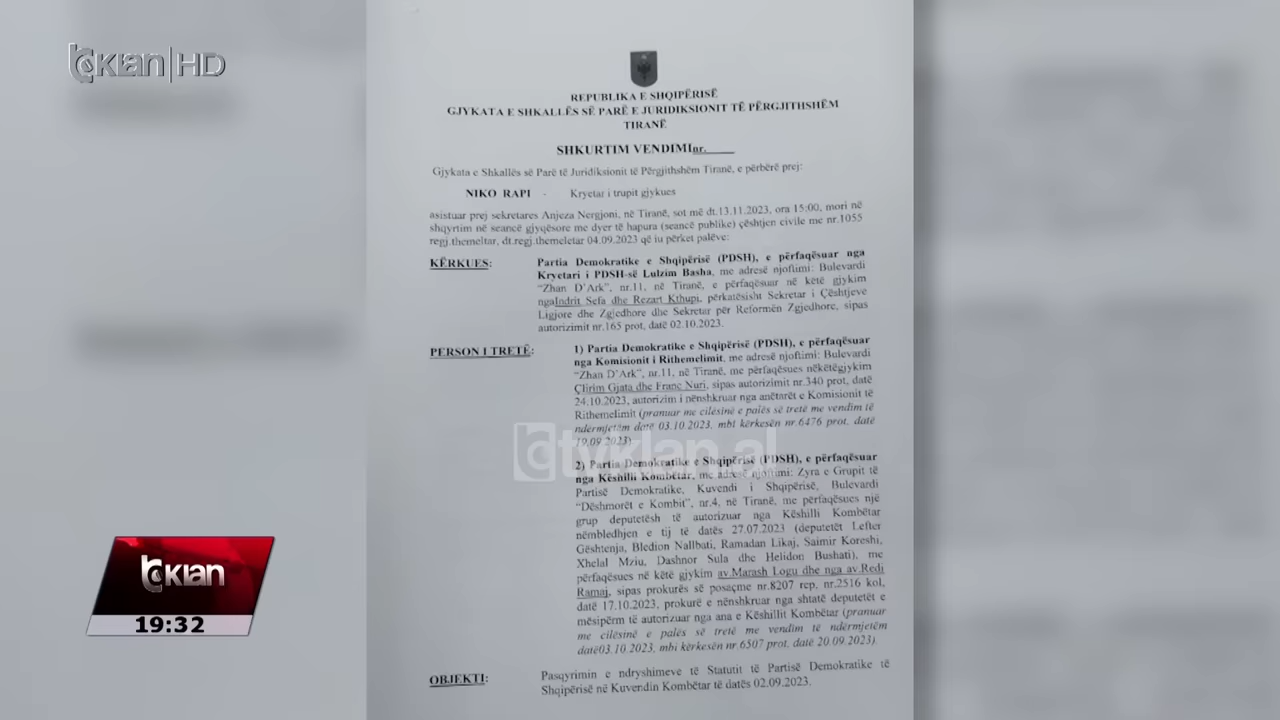 tvKlan HD
REPUBLIKA E SHQIPËRISË
GJYKATA E SHKALLËS SË PARË E JURIDIKSIONIT TË PËRGJITHSHËM
TIRANË
SHKURTIM VENDIMI nr.______
Gjykata e Shkallës së Parë të Juridiksionit të Përgjithshëm Tiranë, e përbërë prej:
NIKO RAPI - Kryetar i trupit gjykues
asistuar prej sekretares Anjeza Nergjoni, në Tiranë, sot më dt.13.11.2023, ora 15:00, mori në
shqyrtim në seancë gjyqësore me dyer të hapura (seancë publike) çështjen civile me nr.1055
regj.themeltar, dt.regj.themeletar 04.09.2023 që iu përket palëve:
KËRKUES: Partia Demokratike e Shqipërisë (PDSH), e përfaqësuar nga
Kryetari i PDSH-së Lulzim Basha, me adresë njoftimi: Bulevardi
“Zhan D’Ark”, nr.11, në Tiranë, e përfaqësuar në këtë gjykim
ngaIndrit Sefa dhe Rezart Kthupi, përkatësisht Sekretar i Çështjeve
Ligjore dhe Zgjedhore dhe Sekretar për Reformën Zgjedhore, sipas
autorizimit nr.165 prot, datë 02.10.2023.
PERSON I TRETË: 1) Partia Demokratike e Shqipërisë (PDSH), e përfaqësuar
nga Komisionit i Rithemelimit, me adresë njoftimi: Bulevardi
“Zhan D’Ark”, nr.11, në Tiranë, me përfaqësues nëkëtëgjykim
Çlirim Gjata dhe Franc Nuri, sipas autorizimit nr.340 prot, datë
24.10.2023, autorizim i nënshkruar nga anëtarët e Komisionit të
Rithemelimit (pranuar me cilësinë e palës së tretë me vendim të
ndërmjetëm datë 03.10.2023, mbi kërkesën nr.6476 prot, datë
19.09.2023)
tvklan.al
2) Partia Demokratike e Shqipërisë (PDSH), e përfaqësuar
nga Këshilli Kombëtar, me adresë njoftimi: Zyra e Grupit të
Partisë Demokratike, Kuvendi i Shqipërisë, Bulevardi
“Dëshmorët e Kombit”, nr.4, në Tiranë, me përfaqësues një
grup deputetësh të autorizuar nga Këshilli Kombëtar
nëmbledhjen e tij të datës 27.07.2023 (deputetët Lefter
Gështenja, Bledion Nallbati, Ramadan Likaj, Saimir Koreshi,
Xhelal Mziu, Dashnor Sula dhe Helidon Bushati), me
përfaqësues në këtë gjykim av.Marash Logu dhe nga av.Redi
Ramaj, sipas prokurës së posaçme nr.8207 rep, nr.2516 kol,
datë 17.10.2023, prokurë e nënshkruar nga shtatë deputetët e
mësipërm të autorizuar nga ana e Këshillit Kombëtar (pranuar
me cilësinë e palës së tretë me vendim të ndërmjetëm
datë03.10.2023, mbi kërkesën nr.6507 prot, datë 20.09.2023).
OBJEKTI: Pasqyrimin e ndryshimeve të Statutit të Partisë Demokratike të
Shqipërisë në Kuvendin Kombëtar të datës 02.09.2023.
tvKlan
19:32